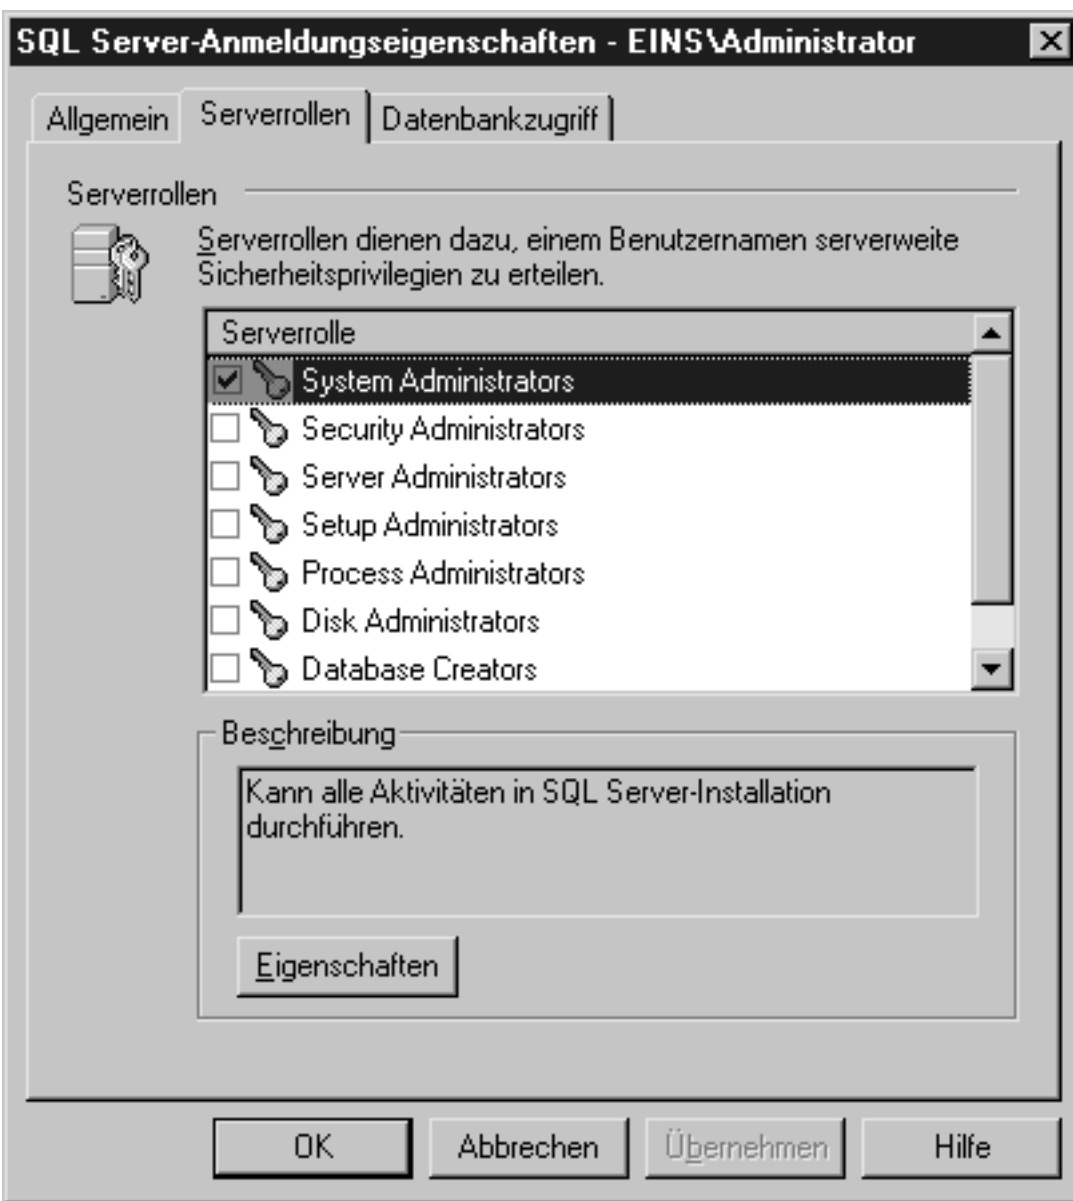 SQL Server-Anmeldungseigenschaften - EINS\Administrator
Allgemein
Serverrollen
Datenbankzugriff
Serverrollen
Serverrollen dienen dazu, einem Benutzernamen serverweite
Sicherheitsprivilegien zu erteilen.
Serverrolle
System Administrators
Security Administrators
Server Administrators
Setup Administrators
Process Administrators
Disk Administrators
Database Creators
Beschreibung
Kann alle Aktivitäten in SQL Server-Installation
durchführen.
Eigenschaften
OK
Abbrechen
Übernehmen
Hilfe